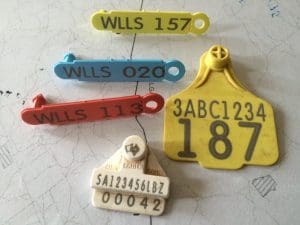 WLLS 157
WLLS 020
WLLS 113
3ABC1234
187
SA123456LBZ
00042